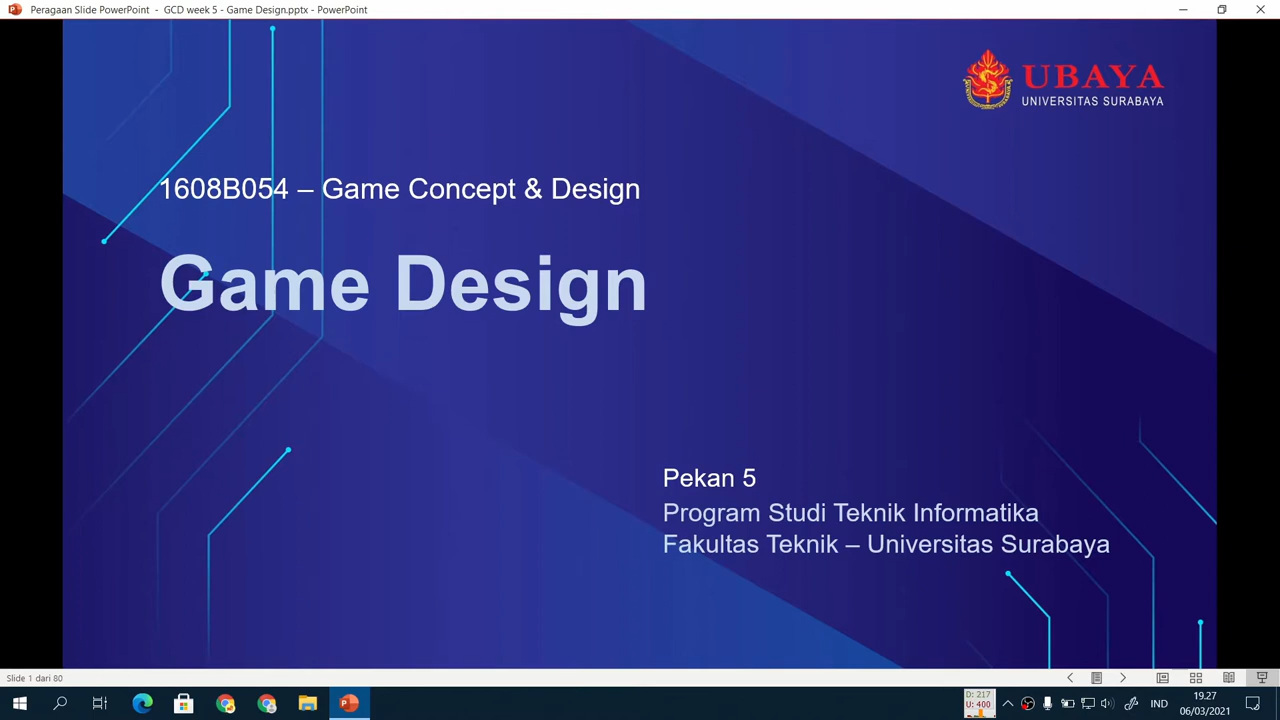 Peragaan Slide PowerPoint - GCD week 5 - Game Design.pptx - PowerPoint
UBAYA
UNIVERSITAS SURABAYA
1608B054 – Game Concept & Design
Game Design
Pekan 5
Program Studi Teknik Informatika
Fakultas Teknik – Universitas Surabaya
Slide 1 dari 80
D: 217
U: 400
IND
19.27
06/03/2021